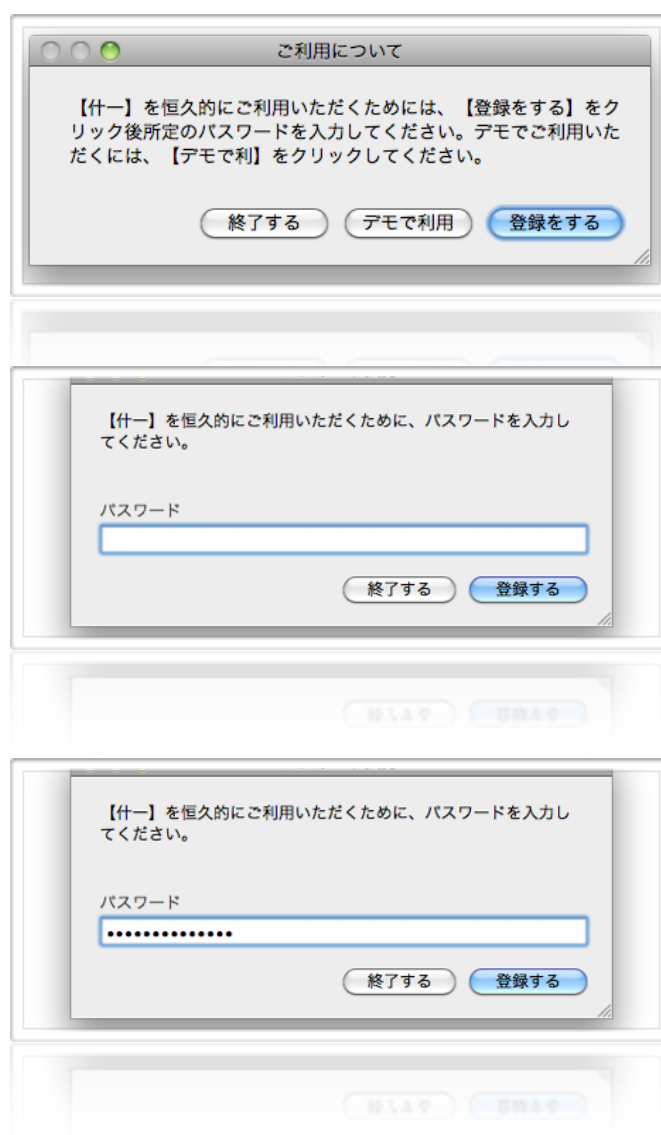 ご利用について
【什一】を恒久的にご利用いただくためには、【登録をする】をク
リック後所定のパスワードを入力してください。デモでご利用いた
だくには、【デモで利】をクリックしてください。
終了する デモで利用 登録をする
【什一】を恒久的にご利用いただくために、パスワードを入力し
てください。
パスワード
終了する 登録する
【什一】を恒久的にご利用いただくために、パスワードを入力し
てください。
パスワード
••••••••••••••
終了する 登録する